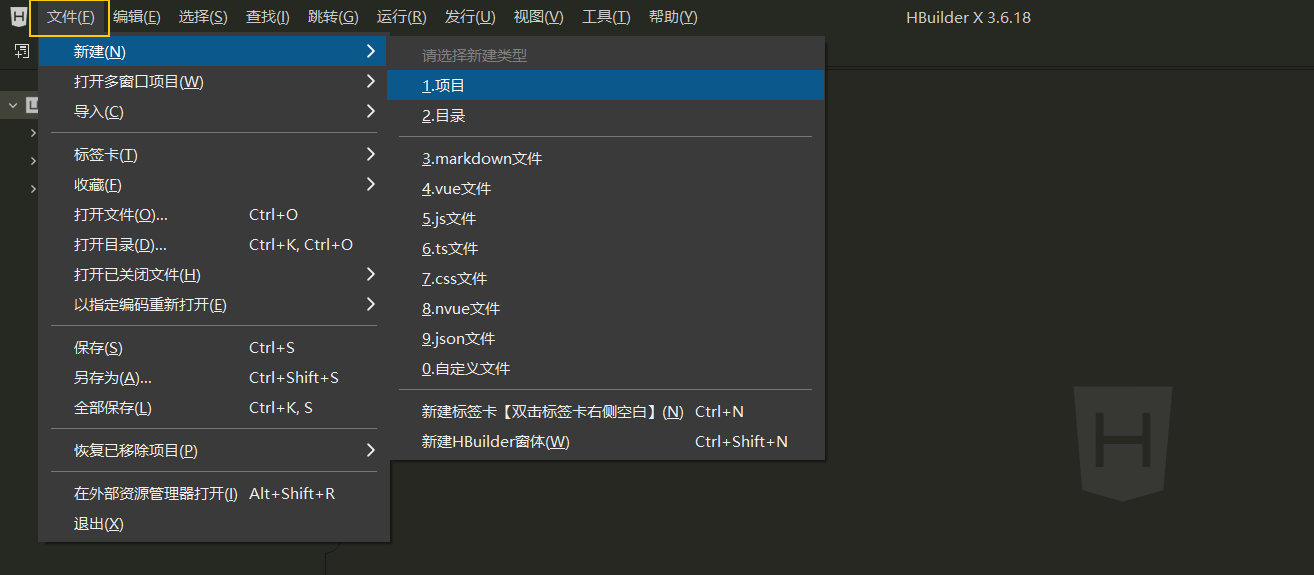 文件(F) 编辑(E) 选择(S) 查找(I) 跳转(G) 运行(R) 发行(U) 视图(V) 工具(T) 帮助(Y) HBuilder X 3.6.18
新建(N)
打开多窗口项目(W)
导入(C)
标签卡(T)
收藏(F)
打开文件(O)... Ctrl+O
打开目录(D)... Ctrl+K, Ctrl+O
打开已关闭文件(H)
以指定编码重新打开(E)
保存(S) Ctrl+S
另存为(A)... Ctrl+Shift+S
全部保存(L) Ctrl+K, S
恢复已移除项目(P)
在外部资源管理器打开(I) Alt+Shift+R
退出(X)
请选择新建类型
1.项目
2.目录
3.markdown文件
4.vue文件
5.js文件
6.ts文件
7.css文件
8.nvue文件
9.json文件
0.自定义文件
新建标签卡【双击标签卡右侧空白】(N) Ctrl+N
新建HBuilder窗体(W) Ctrl+Shift+N
H